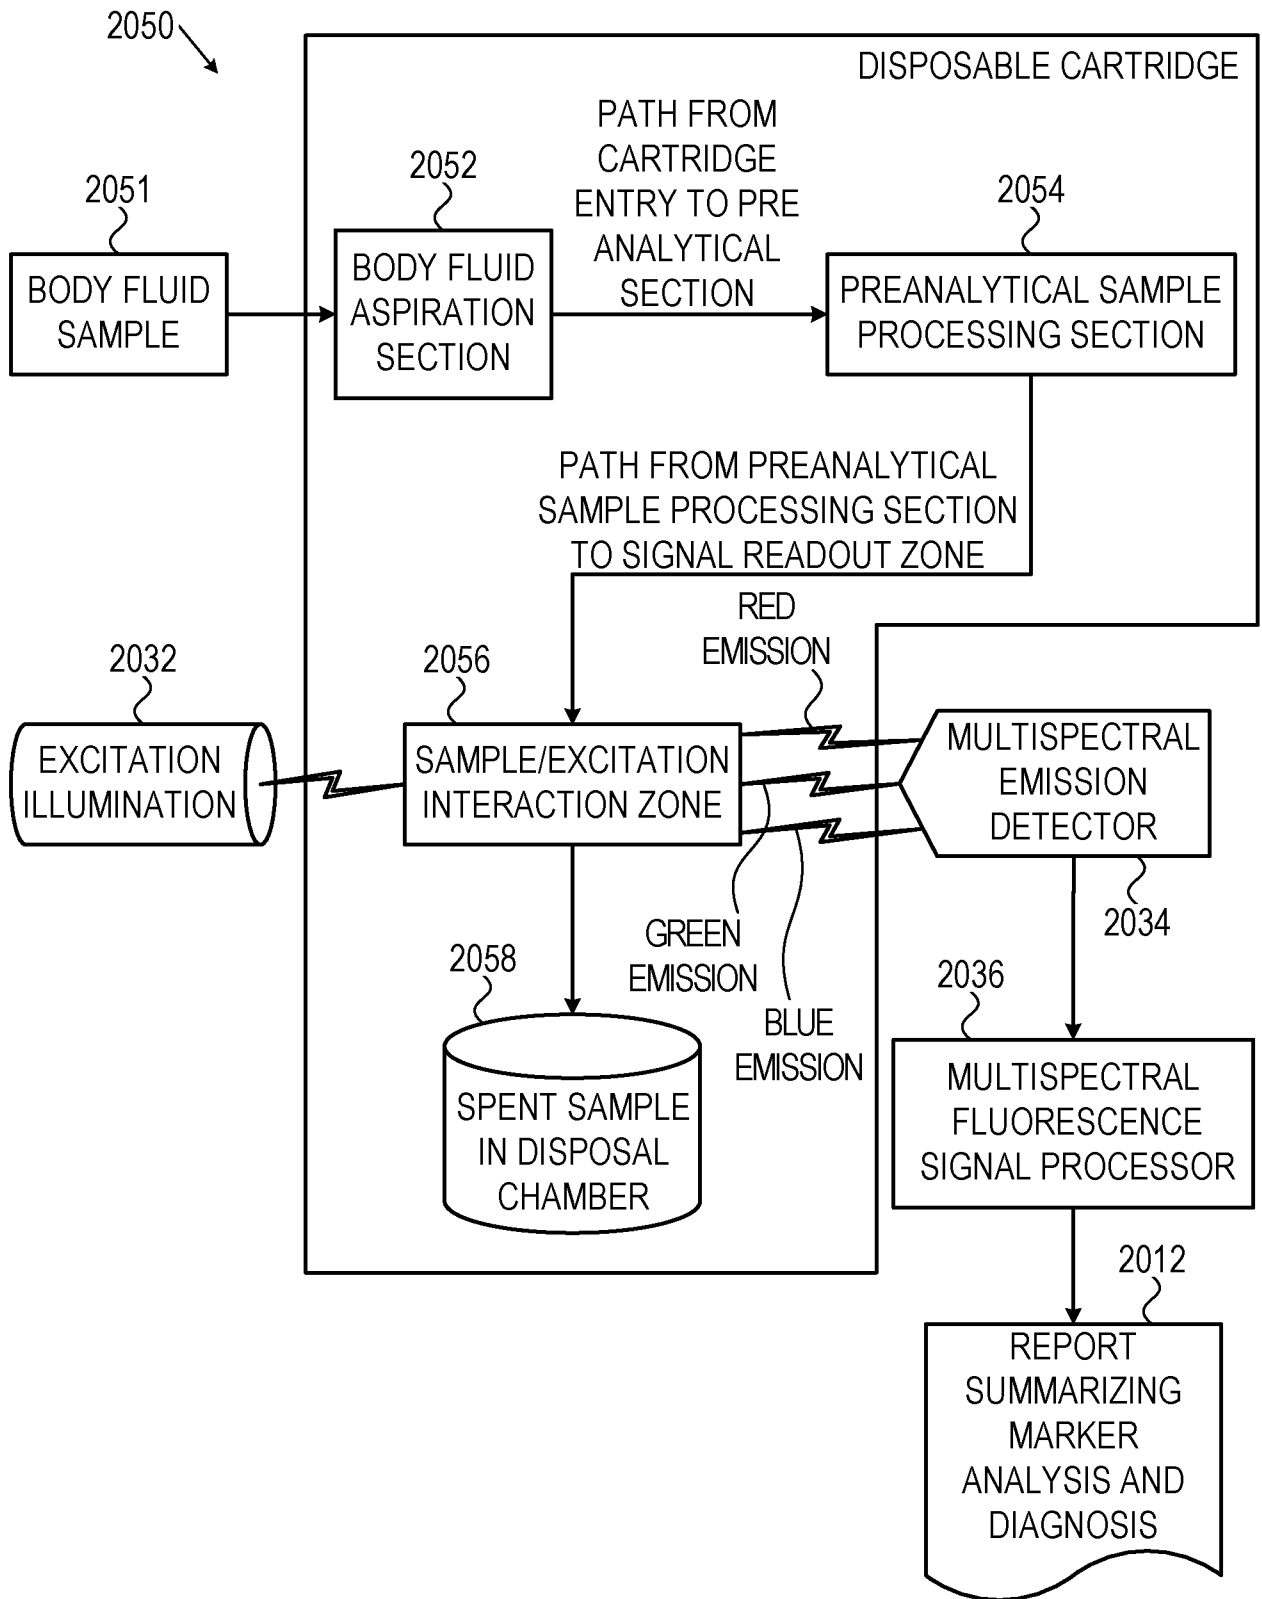 2050
DISPOSABLE CARTRIDGE
PATH FROM
CARTRIDGE
ENTRY TO PRE
ANALYTICAL
SECTION
2051
BODY FLUID
SAMPLE
2052
BODY FLUID
ASPIRATION
SECTION
2054
PREANALYTICAL SAMPLE
PROCESSING SECTION
PATH FROM PREANALYTICAL
SAMPLE PROCESSING SECTION
TO SIGNAL READOUT ZONE
RED
EMISSION
2032
EXCITATION
ILLUMINATION
2056
SAMPLE/EXCITATION
INTERACTION ZONE
MULTISPECTRAL
EMISSION
DETECTOR
2034
GREEN
EMISSION
BLUE
EMISSION
2058
SPENT SAMPLE
IN DISPOSAL
CHAMBER
2036
MULTISPECTRAL
FLUORESCENCE
SIGNAL PROCESSOR
2012
REPORT
SUMMARIZING
MARKER
ANALYSIS AND
DIAGNOSIS